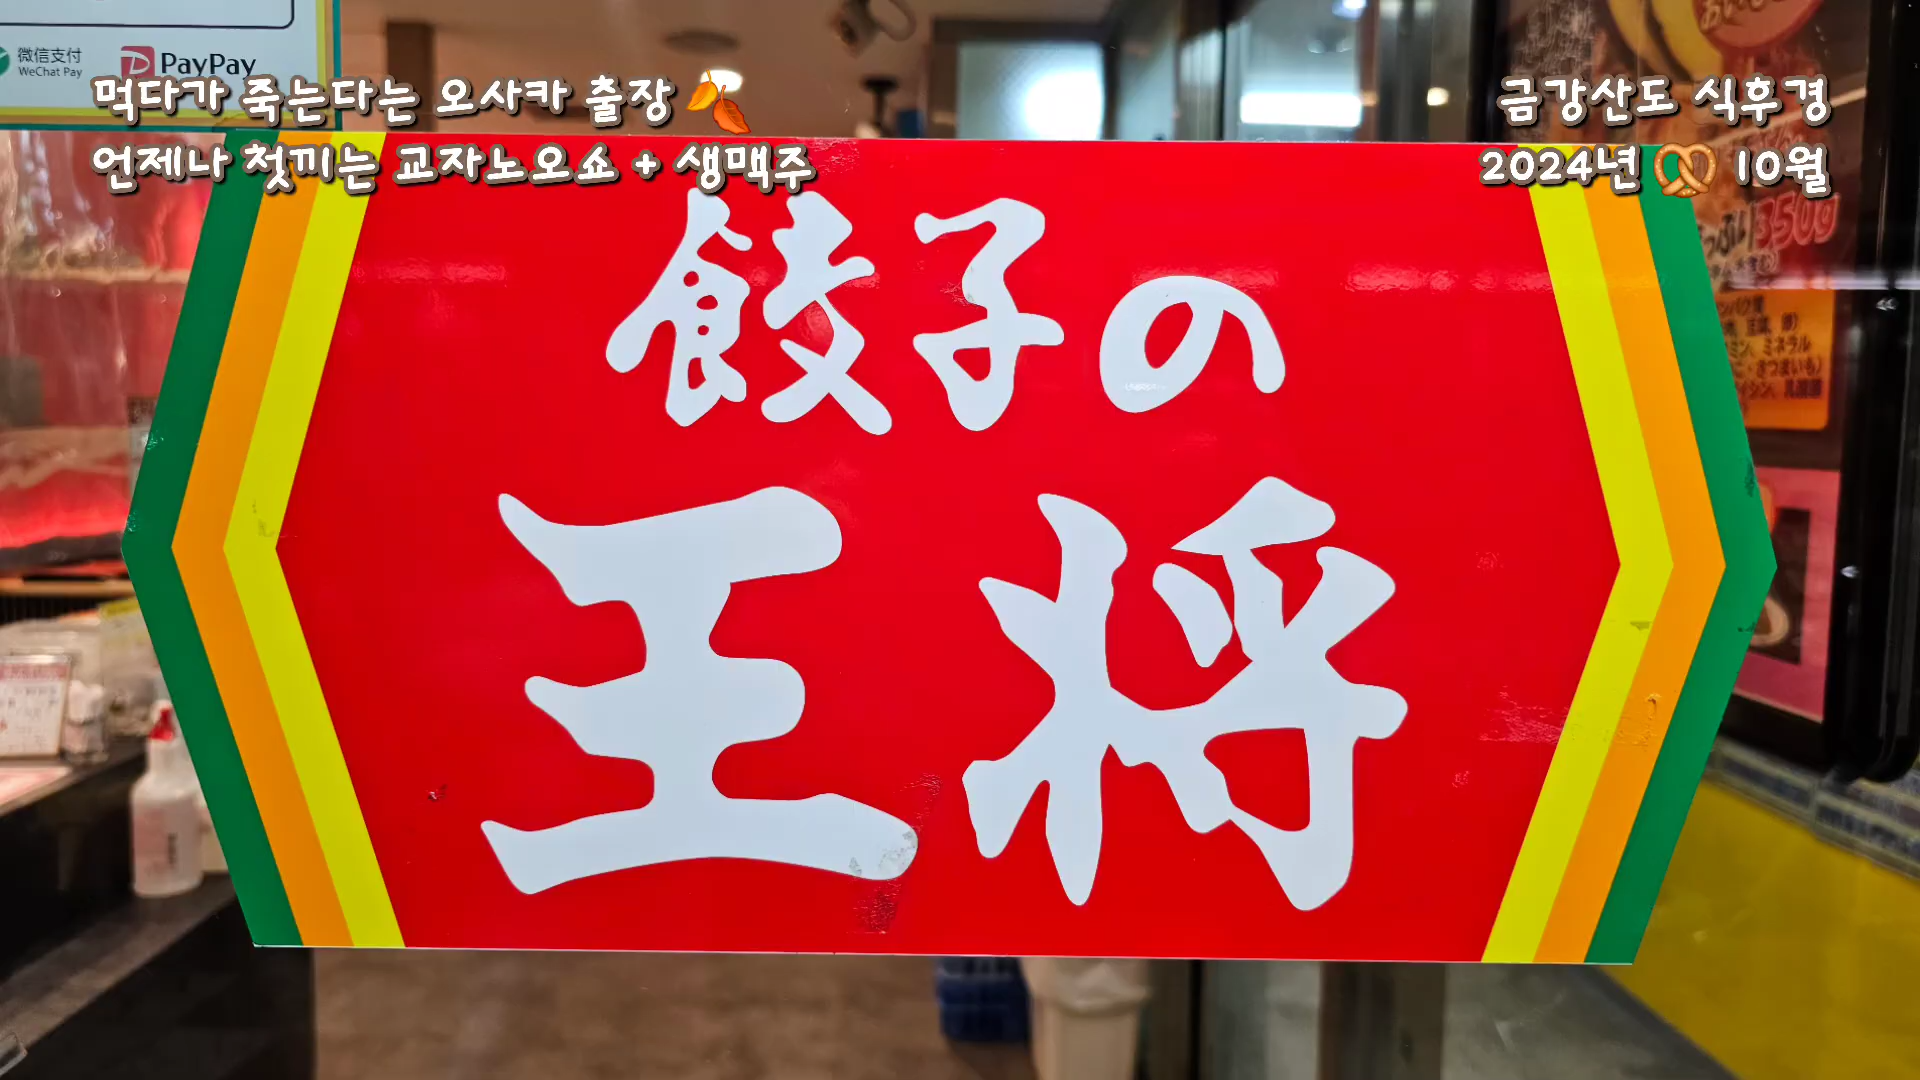 微信支付
WeChat Pay
PayPay
먹다가 죽는다는 오사카 출장 🍂
금강산도 식후경
언제나 첫끼는 교자노오쇼 + 생맥주
2024년 🥨 10월
餃子の
王将
350g